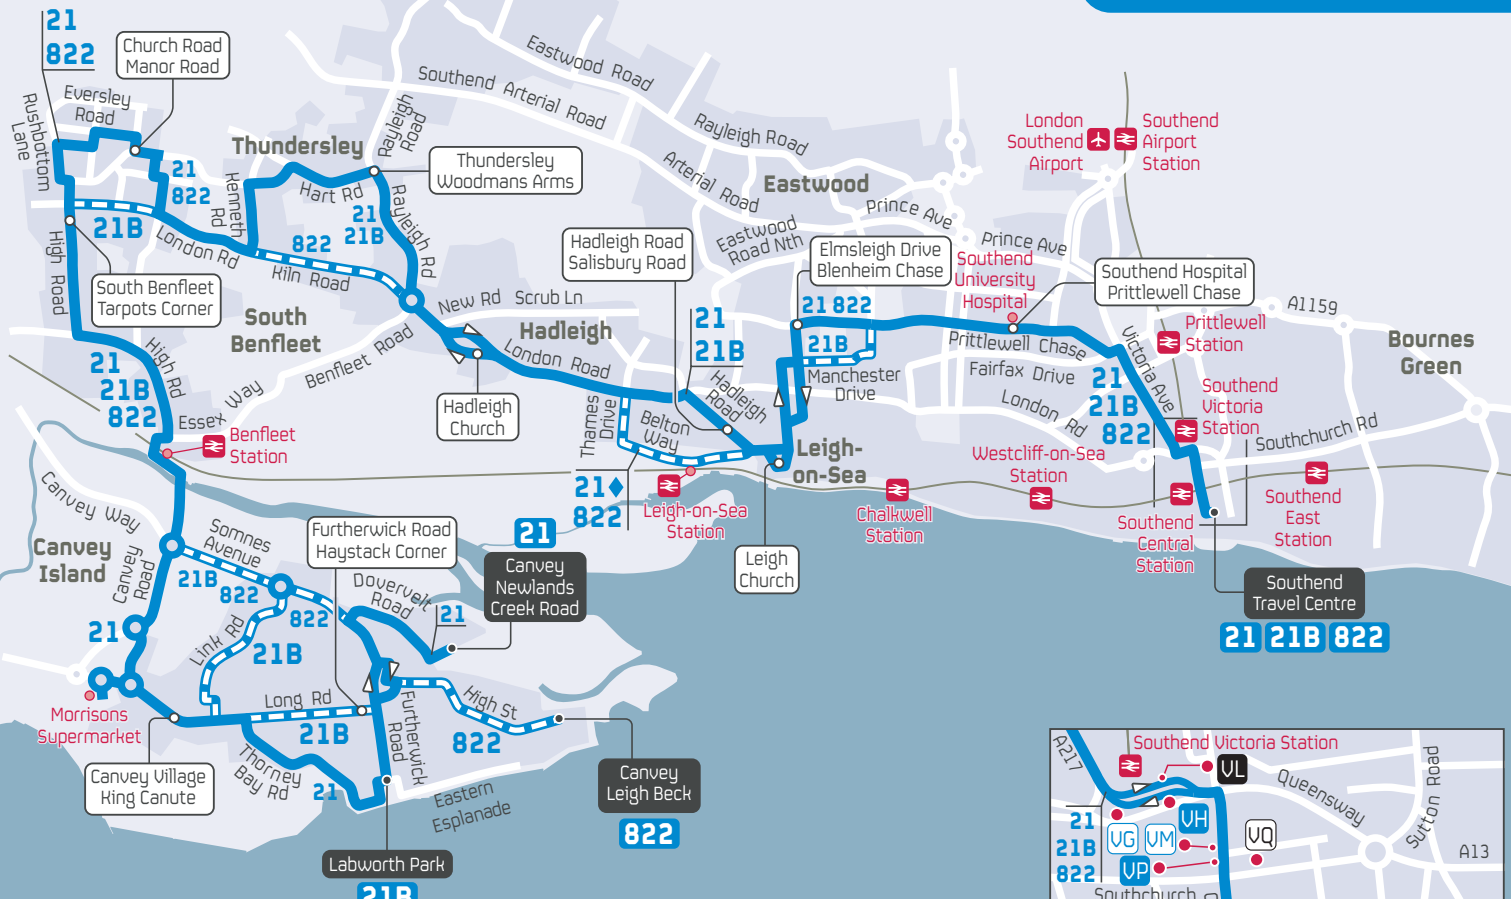 21
822
Church Road
Manor Road
Eversley
Road
Rushbottom
Lane
Thundersley
Rayleigh
Road
Eastwood Road
Southend Arterial Road
Rayleigh Road
Arterial Road
Thundersley
Woodmans Arms
Hart Rd
Kenneth
Rd
21
822
21
21B
Rayleigh Rd
21B
London Rd
822
Kiln Road
High Road
South Benfleet
Tarpots Corner
South
Benfleet
High Rd
21
21B
822
Essex Way
Benfleet Road
Benfleet
Station
New Rd
Scrub Ln
Hadleigh
London Road
Hadleigh
Church
Hadleigh Road
Salisbury Road
21
21B
Hadleigh
Road
Thames
Drive
Belton
Way
21♦
822
Leigh-on-Sea
Station
Leigh-
on-Sea
Leigh
Church
Eastwood
Eastwood
Road Nth
Prince Ave
Prince Ave
Elmsleigh Drive
Blenheim Chase
21 822
21B
Manchester
Drive
London
Southend
Airport
Southend
Airport
Station
Southend
University
Hospital
Southend Hospital
Prittlewell Chase
Prittlewell Chase
Fairfax Drive
London Rd
Victoria Ave
21
21B
822
Prittlewell
Station
Southend
Victoria
Station
A1159
Bournes
Green
Southchurch Rd
Westcliff-on-Sea
Station
Chalkwell
Station
Southend
Central
Station
Southend
East
Station
Southend
Travel Centre
21 21B 822
Canvey Way
Canvey
Island
Canvey
Road
Somnes
Avenue
21B
822
822
Furtherwick Road
Haystack Corner
Dovervelt
Road
21
21
Canvey
Newlands
Creek Road
21
Link Rd
21B
Morrisons
Supermarket
Canvey Village
King Canute
Long Rd
21B
Thorney
Bay Rd
21
Furtherwick
Road
High St
822
Canvey
Leigh Beck
822
Eastern
Esplanade
Labworth Park
21B
A217
Southend Victoria Station
VL
Queensway
Sutton Road
21
21B
822
VG
VM
VH
VP
VQ
A13
Southchurch